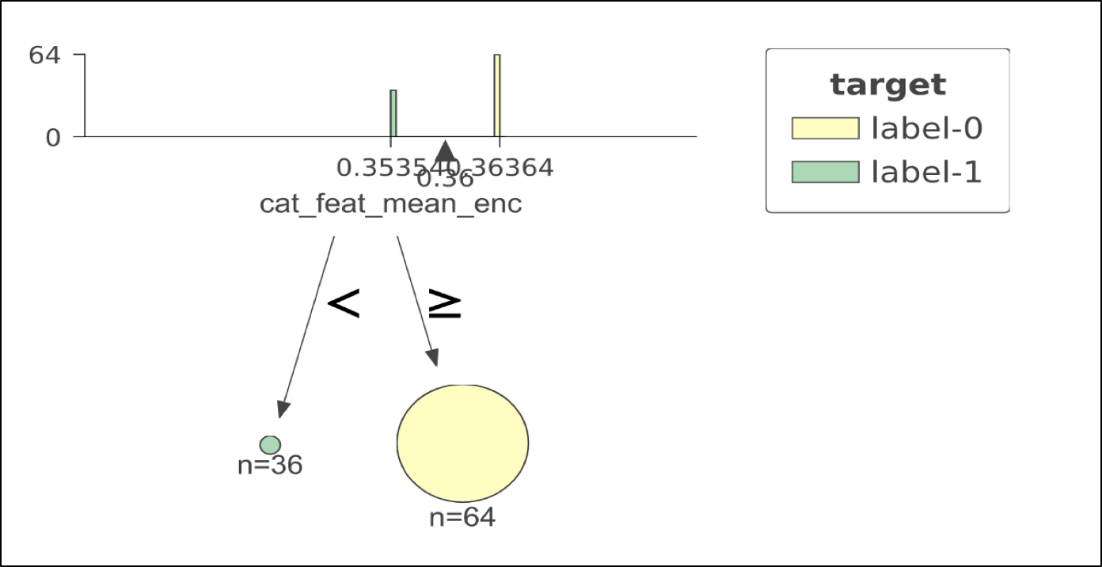 64
0
0.35354
0.36364
0.36
cat_feat_mean_enc
target
label-0
label-1
<
≥
n=36
n=64